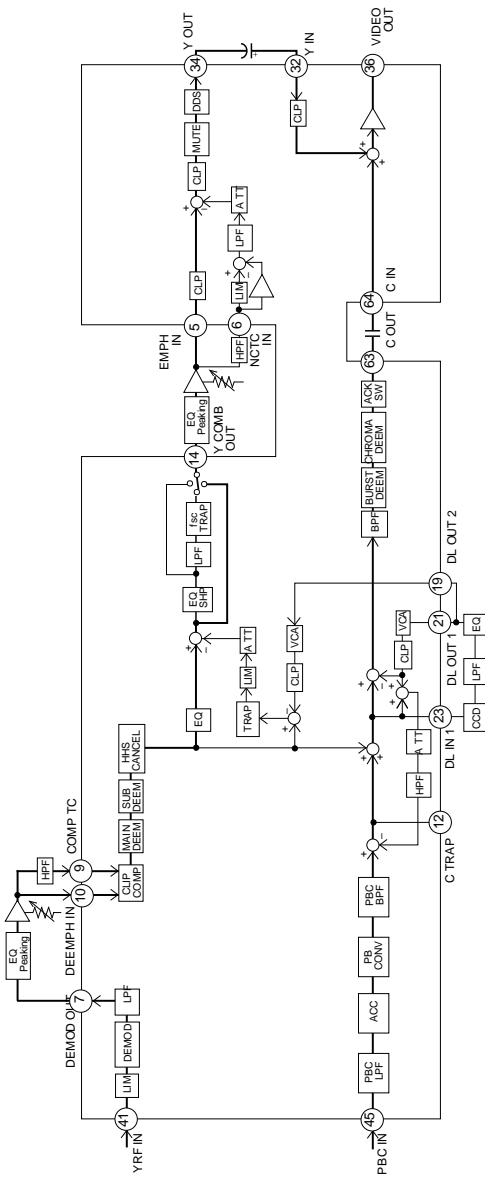 YRF IN
41
LIM
DEMOD
LPF
DEMOD OUT
7
EQ
Peaking
HPF
DEEMPH IN
10
COMP TC
9
CLIP
COMP
MAIN
DEEM
SUB
DEEM
HHS
CANCEL
EQ
+
−
EQ
SHP
LPF
fsc
TRAP
TRAP
LIM
A TT
+
−
CLP
VCA
14
Y COMB
OUT
EQ
Peaking
HPF
EMPH
IN
5
NCTC
IN
6
CLP
+
−
CLP
MUTE
DDS
LIM
+
−
LPF
A TT
Y OUT
34
Y IN
32
CLP
VIDEO
OUT
36
+
+
PBC IN
45
PBC
LPF
ACC
PB
CONV
PBC
BPF
+
−
C TRAP
12
HPF
A TT
+
+
+
−
+
+
CLP
VCA
DL IN 1
23
DL OUT 1
21
DL OUT 2
19
CCD
LPF
EQ
BPF
BURST
DEEM
CHROMA
DEEM
ACK
SW
63
C OUT
64
C IN